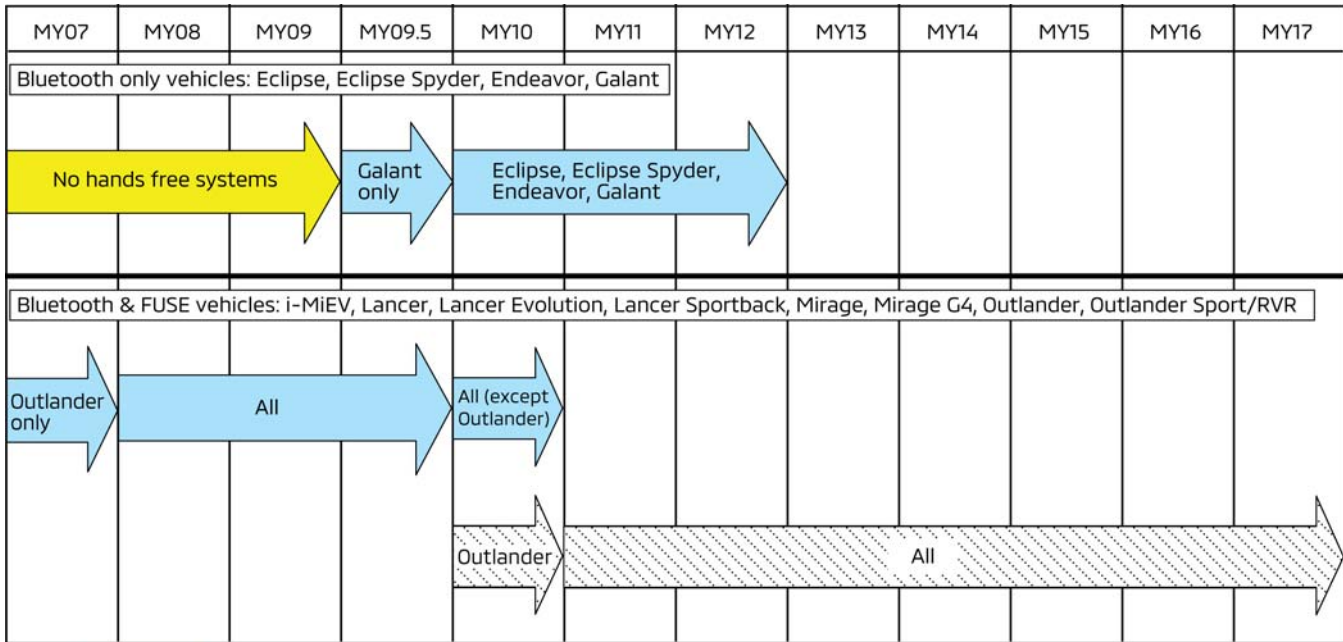 MY07 MY08 MY09 MY09.5 MY10 MY11 MY12 MY13 MY14 MY15 MY16 MY17
Bluetooth only vehicles: Eclipse, Eclipse Spyder, Endeavor, Galant
No hands free systems
Galant
only
Eclipse, Eclipse Spyder,
Endeavor, Galant
Bluetooth & FUSE vehicles: i-MiEV, Lancer, Lancer Evolution, Lancer Sportback, Mirage, Mirage G4, Outlander, Outlander Sport/RVR
Outlander
only
All
All (except
Outlander)
Outlander
All